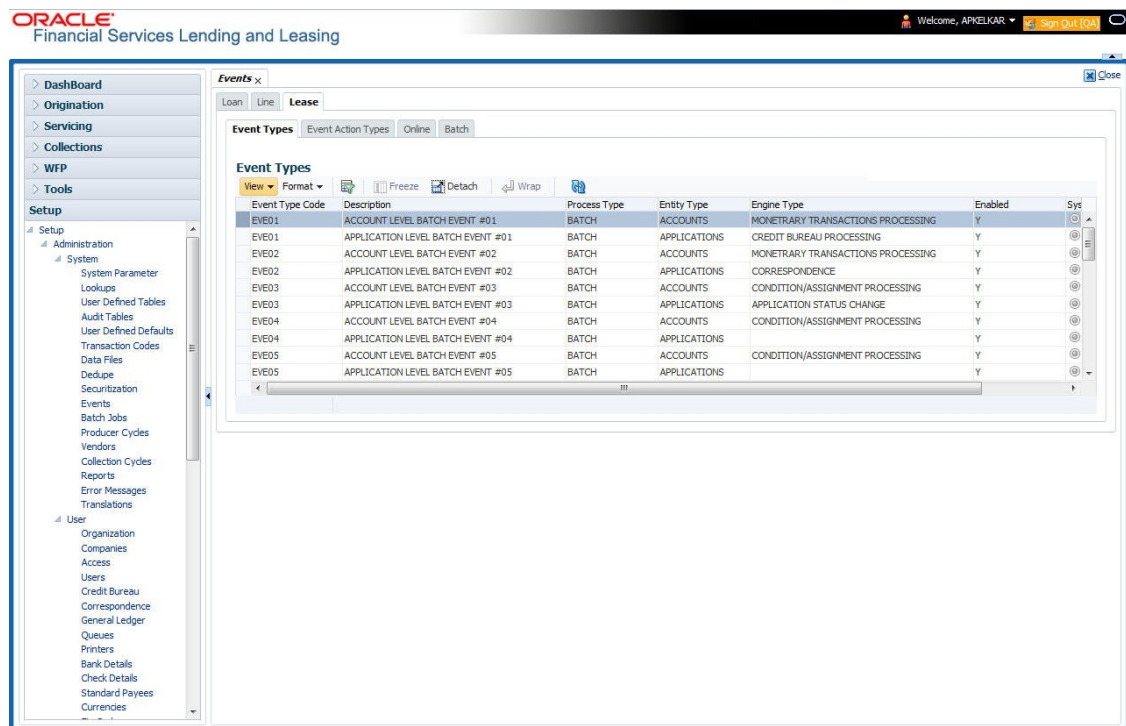 ORACLE
Financial Services Lending and Leasing
Welcome, APKELKAR
Sign Out [QA]
DashBoard
Origination
Servicing
Collections
WFP
Tools
Setup
Setup
Administration
System
System Parameter
Lookups
User Defined Tables
Audit Tables
User Defined Defaults
Transaction Codes
Data Files
Dedupe
Securitization
Events
Batch Jobs
Producer Cycles
Vendors
Collection Cycles
Reports
Error Messages
Translations
User
Organization
Companies
Access
Users
Credit Bureau
Correspondence
General Ledger
Queues
Printers
Bank Details
Check Details
Standard Payees
Currencies
Events
Close
Loan Line Lease
Event Types Event Action Types Online Batch
Event Types
View Format Freeze Detach Wrap
Event Type Code Description Process Type Entity Type Engine Type Enabled Sys
EVE01 ACCOUNT LEVEL BATCH EVENT #01 BATCH ACCOUNTS MONETRARY TRANSACTIONS PROCESSING Y
EVE01 APPLICATION LEVEL BATCH EVENT #01 BATCH APPLICATIONS CREDIT BUREAU PROCESSING Y
EVE02 ACCOUNT LEVEL BATCH EVENT #02 BATCH ACCOUNTS MONETRARY TRANSACTIONS PROCESSING Y
EVE02 APPLICATION LEVEL BATCH EVENT #02 BATCH APPLICATIONS CORRESPONDENCE Y
EVE03 ACCOUNT LEVEL BATCH EVENT #03 BATCH ACCOUNTS CONDITION/ASSIGNMENT PROCESSING Y
EVE03 APPLICATION LEVEL BATCH EVENT #03 BATCH APPLICATIONS APPLICATION STATUS CHANGE Y
EVE04 ACCOUNT LEVEL BATCH EVENT #04 BATCH ACCOUNTS CONDITION/ASSIGNMENT PROCESSING Y
EVE04 APPLICATION LEVEL BATCH EVENT #04 BATCH APPLICATIONS Y
EVE05 ACCOUNT LEVEL BATCH EVENT #05 BATCH ACCOUNTS CONDITION/ASSIGNMENT PROCESSING Y
EVE05 APPLICATION LEVEL BATCH EVENT #05 BATCH APPLICATIONS Y